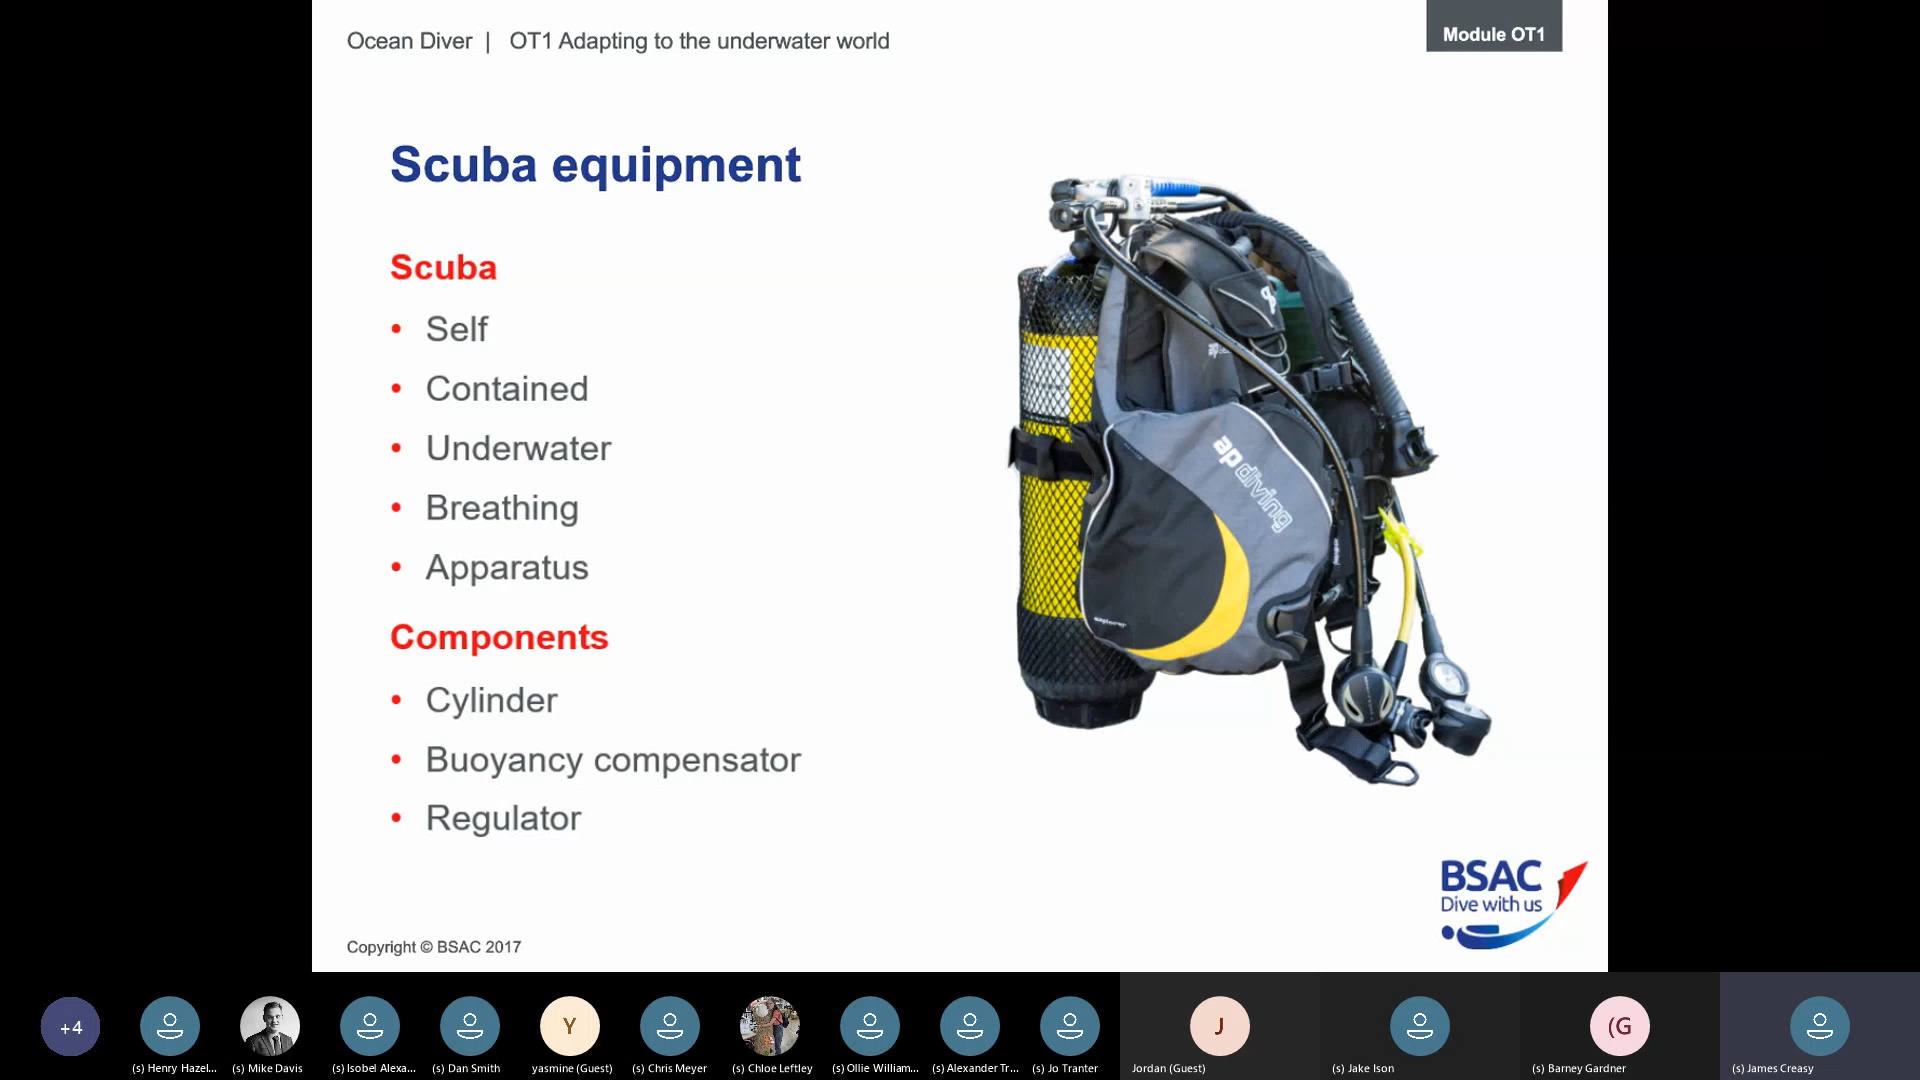 Ocean Diver | OT1 Adapting to the underwater world
Module OT1
Scuba equipment
Scuba
• Self
• Contained
• Underwater
• Breathing
• Apparatus
Components
• Cylinder
• Buoyancy compensator
• Regulator
ap diving
BSAC
Dive with us
Copyright © BSAC 2017
+4
Y
J
(G
(s) Henry Hazel...
(s) Mike Davis
(s) Isobel Alexa...
(s) Dan Smith
yasmine (Guest)
(s) Chris Meyer
(s) Chloe Leftley
(s) Ollie William...
(s) Alexander Tr...
(s) Jo Tranter
Jordan (Guest)
(s) Jake Ison
(s) Barney Gardner
(s) James Creasy